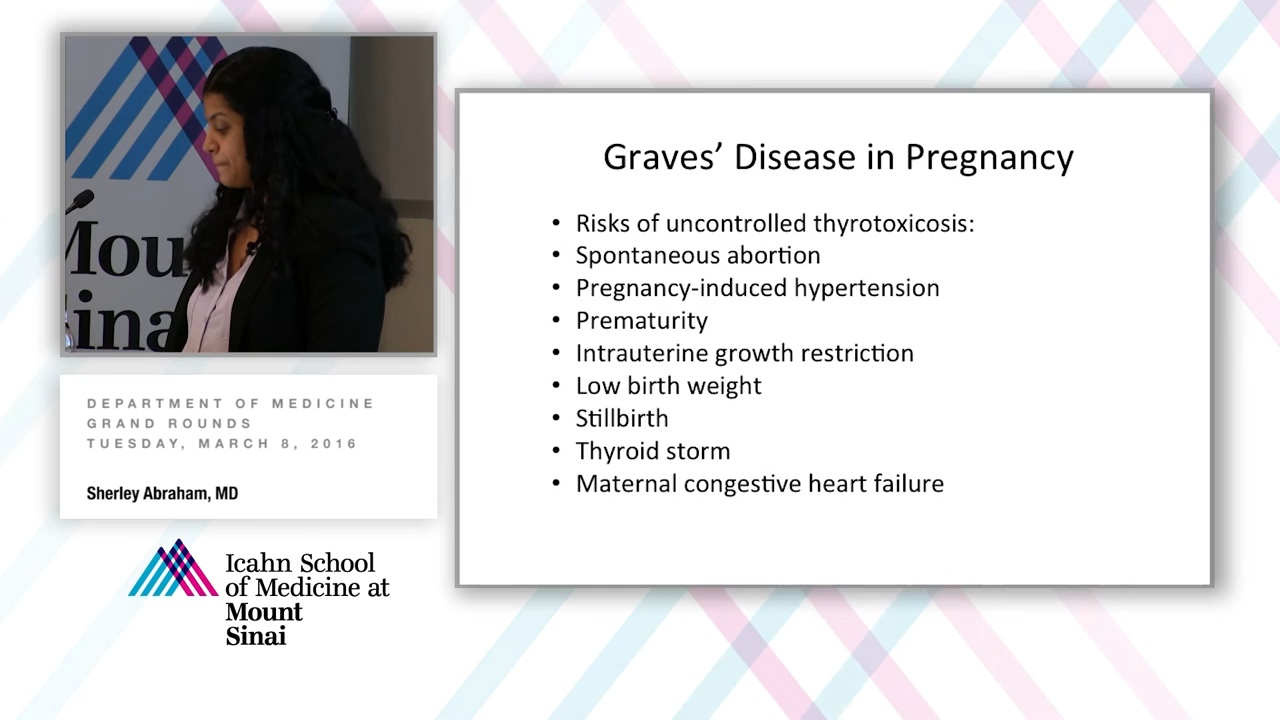 Mou
Sina
DEPARTMENT OF MEDICINE
GRAND ROUNDS
TUESDAY, MARCH 8, 2016
Sherley Abraham, MD
Icahn School
of Medicine at
Mount
Sinai
Graves’ Disease in Pregnancy
• Risks of uncontrolled thyrotoxicosis:
• Spontaneous abortion
• Pregnancy-induced hypertension
• Prematurity
• Intrauterine growth restriction
• Low birth weight
• Stillbirth
• Thyroid storm
• Maternal congestive heart failure